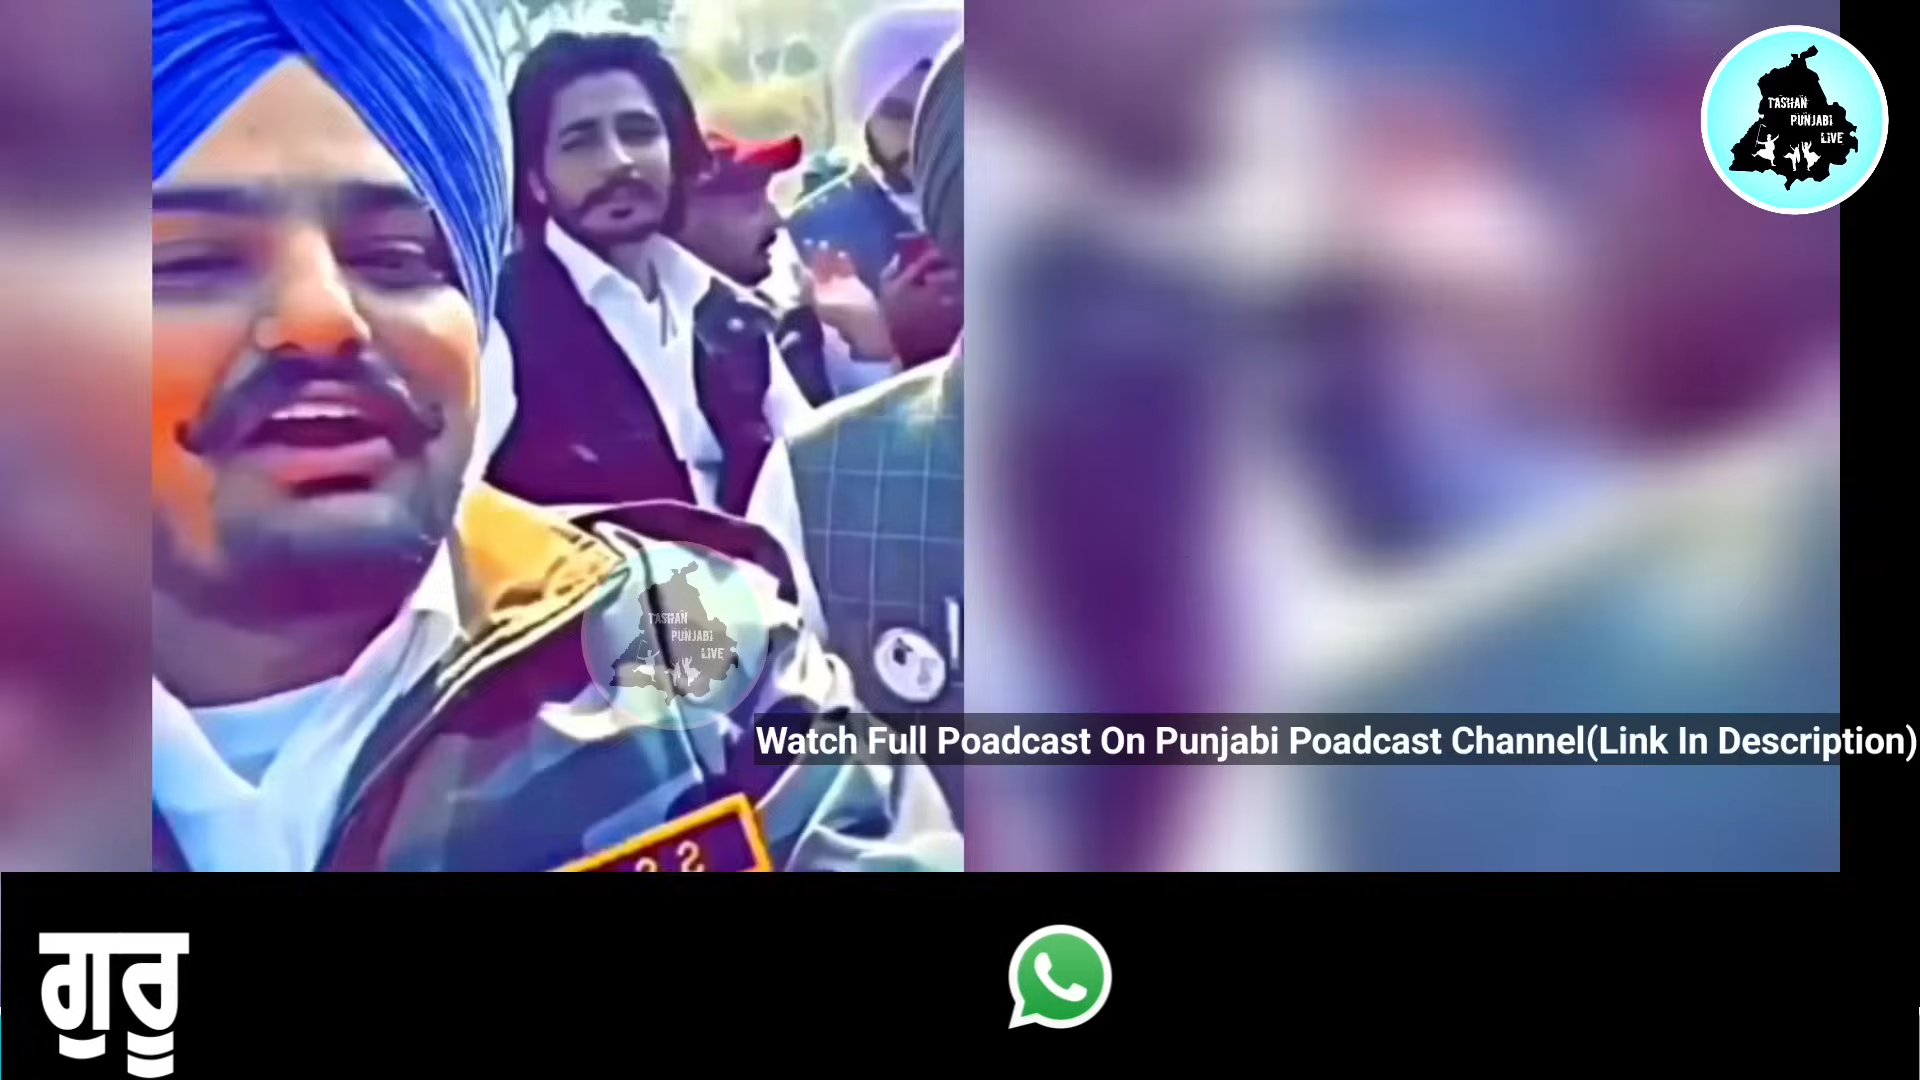 TASHAN
PUNJABI
LIVE
TASHAN
PUNJABI
LIVE
Watch Full Poadcast On Punjabi Poadcast Channel(Link In Description)
ਗੁਰੂ